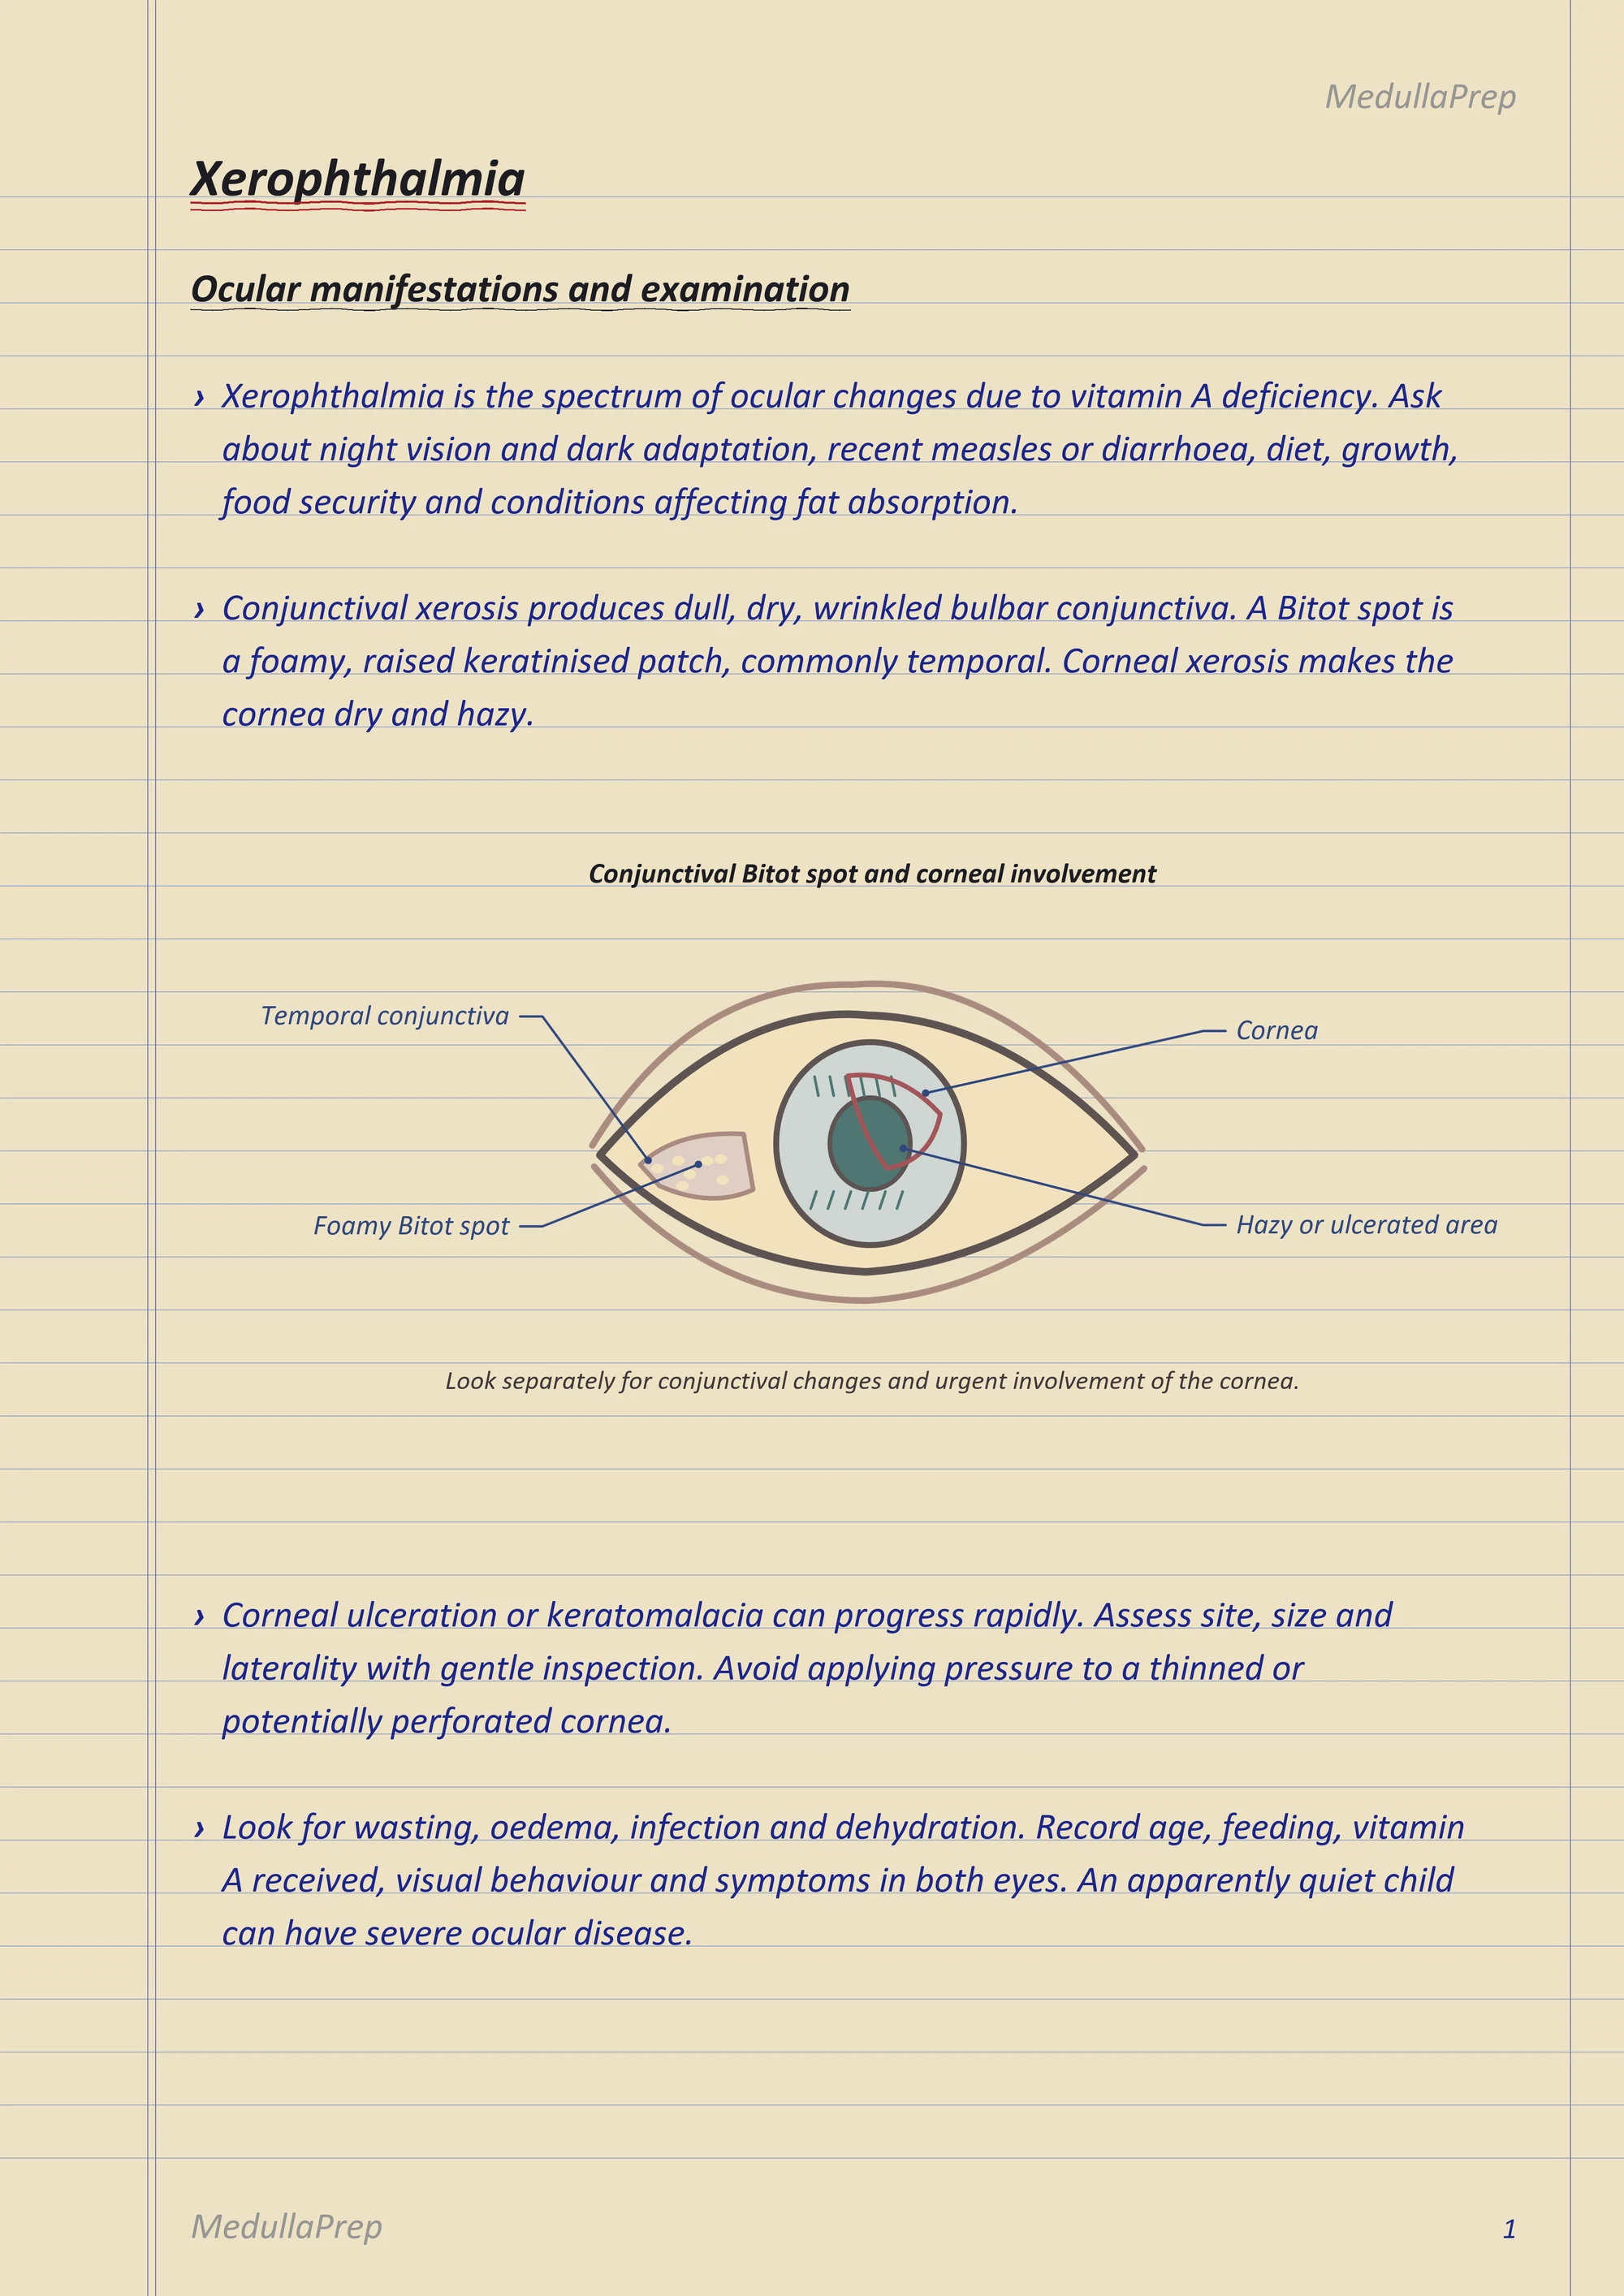 MedullaPrep
Xerophthalmia
Ocular manifestations and examination
› Xerophthalmia is the spectrum of ocular changes due to vitamin A deficiency. Ask
about night vision and dark adaptation, recent measles or diarrhoea, diet, growth,
food security and conditions affecting fat absorption.
› Conjunctival xerosis produces dull, dry, wrinkled bulbar conjunctiva. A Bitot spot is
a foamy, raised keratinised patch, commonly temporal. Corneal xerosis makes the
cornea dry and hazy.
Conjunctival Bitot spot and corneal involvement
Temporal conjunctiva
Cornea
Foamy Bitot spot
Hazy or ulcerated area
Look separately for conjunctival changes and urgent involvement of the cornea.
› Corneal ulceration or keratomalacia can progress rapidly. Assess site, size and
laterality with gentle inspection. Avoid applying pressure to a thinned or
potentially perforated cornea.
› Look for wasting, oedema, infection and dehydration. Record age, feeding, vitamin
A received, visual behaviour and symptoms in both eyes. An apparently quiet child
can have severe ocular disease.
MedullaPrep
1